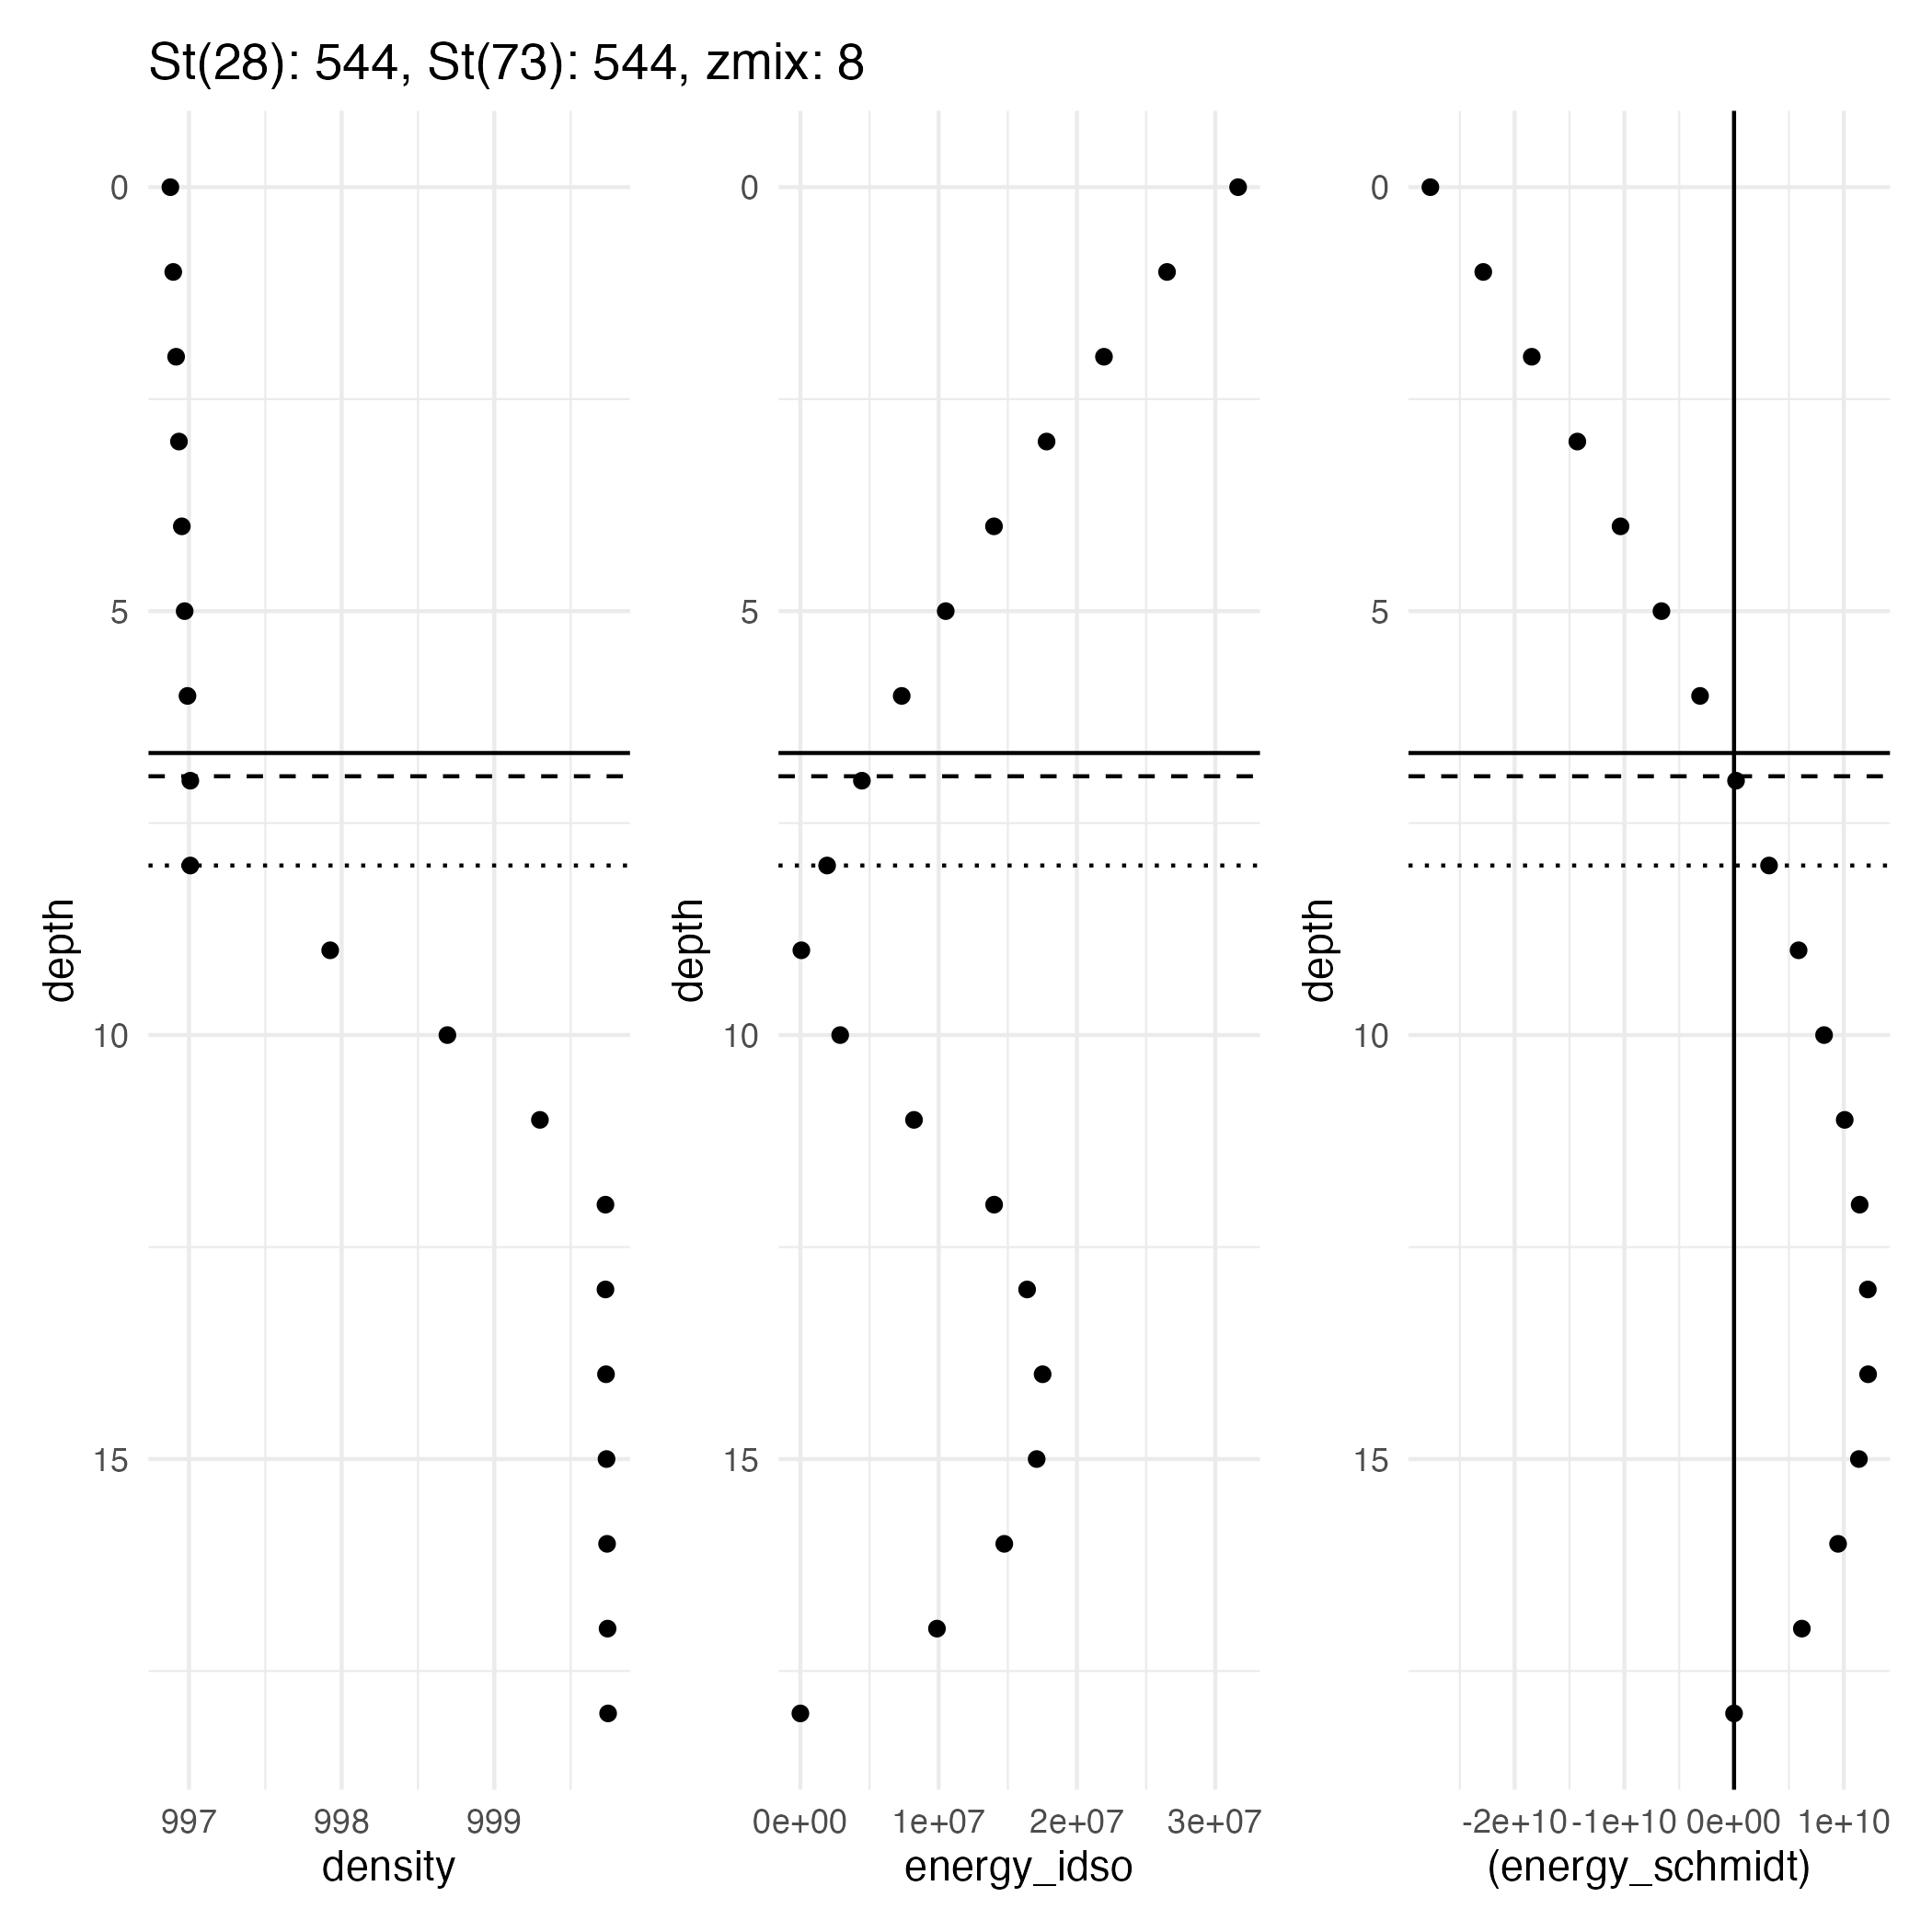 St(28): 544, St(73): 544, zmix: 8
0
5
10
15
depth
997 998 999
density
0
5
10
15
depth
0e+00 1e+07 2e+07 3e+07
energy_idso
0
5
10
15
depth
-2e+10 -1e+10 0e+00 1e+10
(energy_schmidt)